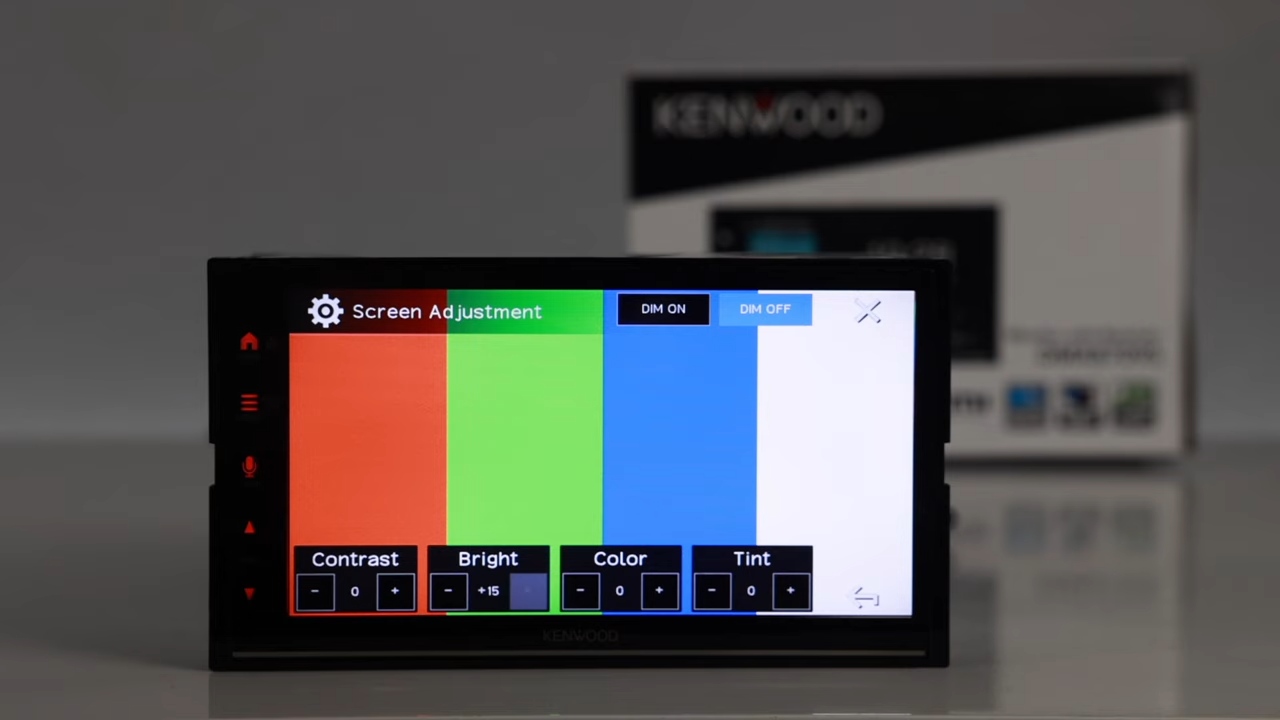 KENWOOD
Screen Adjustment
DIM ON
DIM OFF
Contrast
Bright
Color
Tint
- 0 +
- +15
- 0 +
- 0 +
KENWOOD